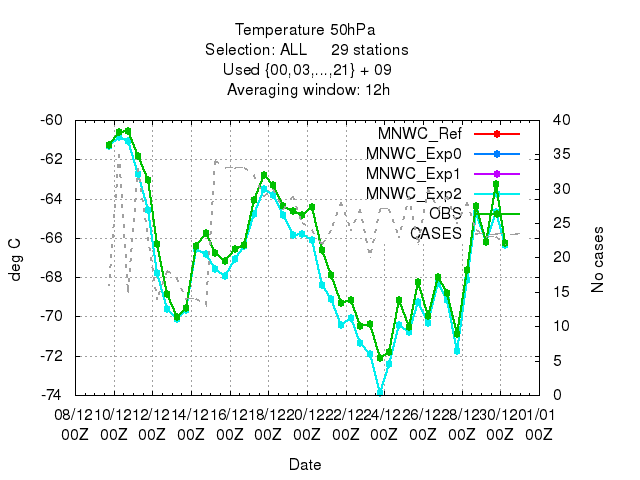 Temperature 50hPa
Selection: ALL 29 stations
Used {00,03,...,21} + 09
Averaging window: 12h
-60
-62
-64
-66
-68
-70
-72
-74
deg C
40
35
30
25
20
15
10
5
0
No cases
MNWC_Ref
MNWC_Exp0
MNWC_Exp1
MNWC_Exp2
OBS
CASES
08/12 10/12 12/12 14/12 16/12 18/12 20/12 22/12 24/12 26/12 28/12 30/12 01/01
00Z 00Z 00Z 00Z 00Z 00Z 00Z 00Z 00Z 00Z 00Z 00Z 00Z
Date